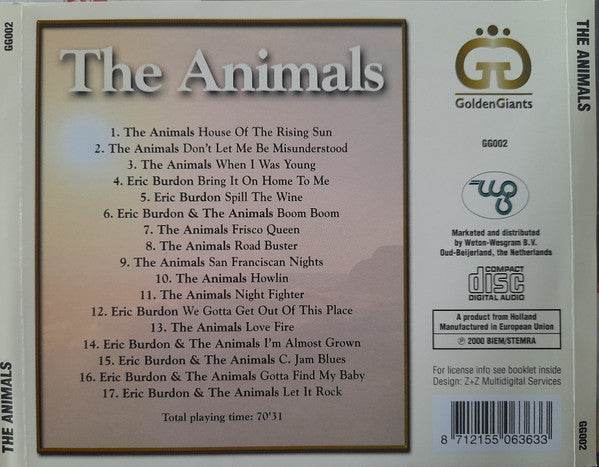 GG002
THE ANIMALS
The Animals
1. The Animals House Of The Rising Sun
2. The Animals Don't Let Me Be Misunderstood
3. The Animals When I Was Young
4. Eric Burdon Bring It On Home To Me
5. Eric Burdon Spill The Wine
6. Eric Burdon & The Animals Boom Boom
7. The Animals Frisco Queen
8. The Animals Road Buster
9. The Animals San Franciscan Nights
10. The Animals Howlin
11. The Animals Night Fighter
12. Eric Burdon We Gotta Get Out Of This Place
13. The Animals Love Fire
14. Eric Burdon & The Animals I'm Almost Grown
15. Eric Burdon & The Animals C. Jam Blues
16. Eric Burdon & The Animals Gotta Find My Baby
17. Eric Burdon & The Animals Let It Rock
Total playing time: 70'31
GG
GoldenGiants
GG002
wg
Marketed and distributed
by Weton-Wesgram B.V.
Oud-Beijerland, the Netherlands
COMPACT
disc
DIGITAL AUDIO
A product from Holland
Manufactured in European Union
℗ 2000 BIEM/STEMRA
For license info see booklet inside
Design: Z+Z Multidigital Services
8 712155 063633
THE ANIMALS
GG002